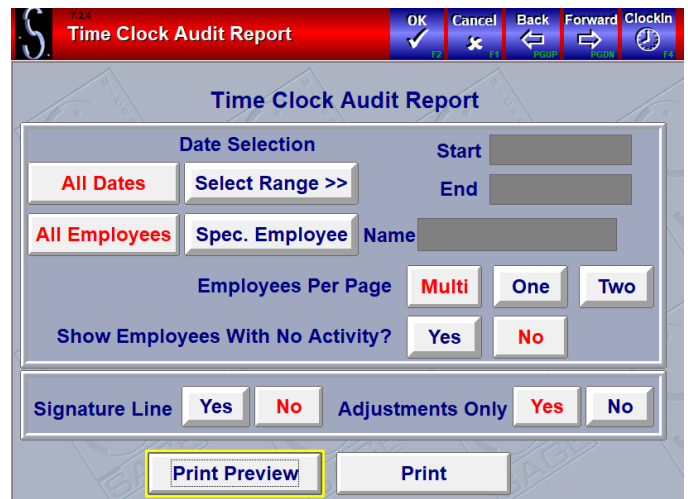 7.2.4
Time Clock Audit Report
OK Cancel Back Forward ClockIn
F2 F1 PGUP PGDN F4
Time Clock Audit Report
Date Selection
Start
All Dates Select Range >>
End
All Employees Spec. Employee Name
Employees Per Page Multi One Two
Show Employees With No Activity? Yes No
Signature Line Yes No Adjustments Only Yes No
Print Preview Print
SAGE